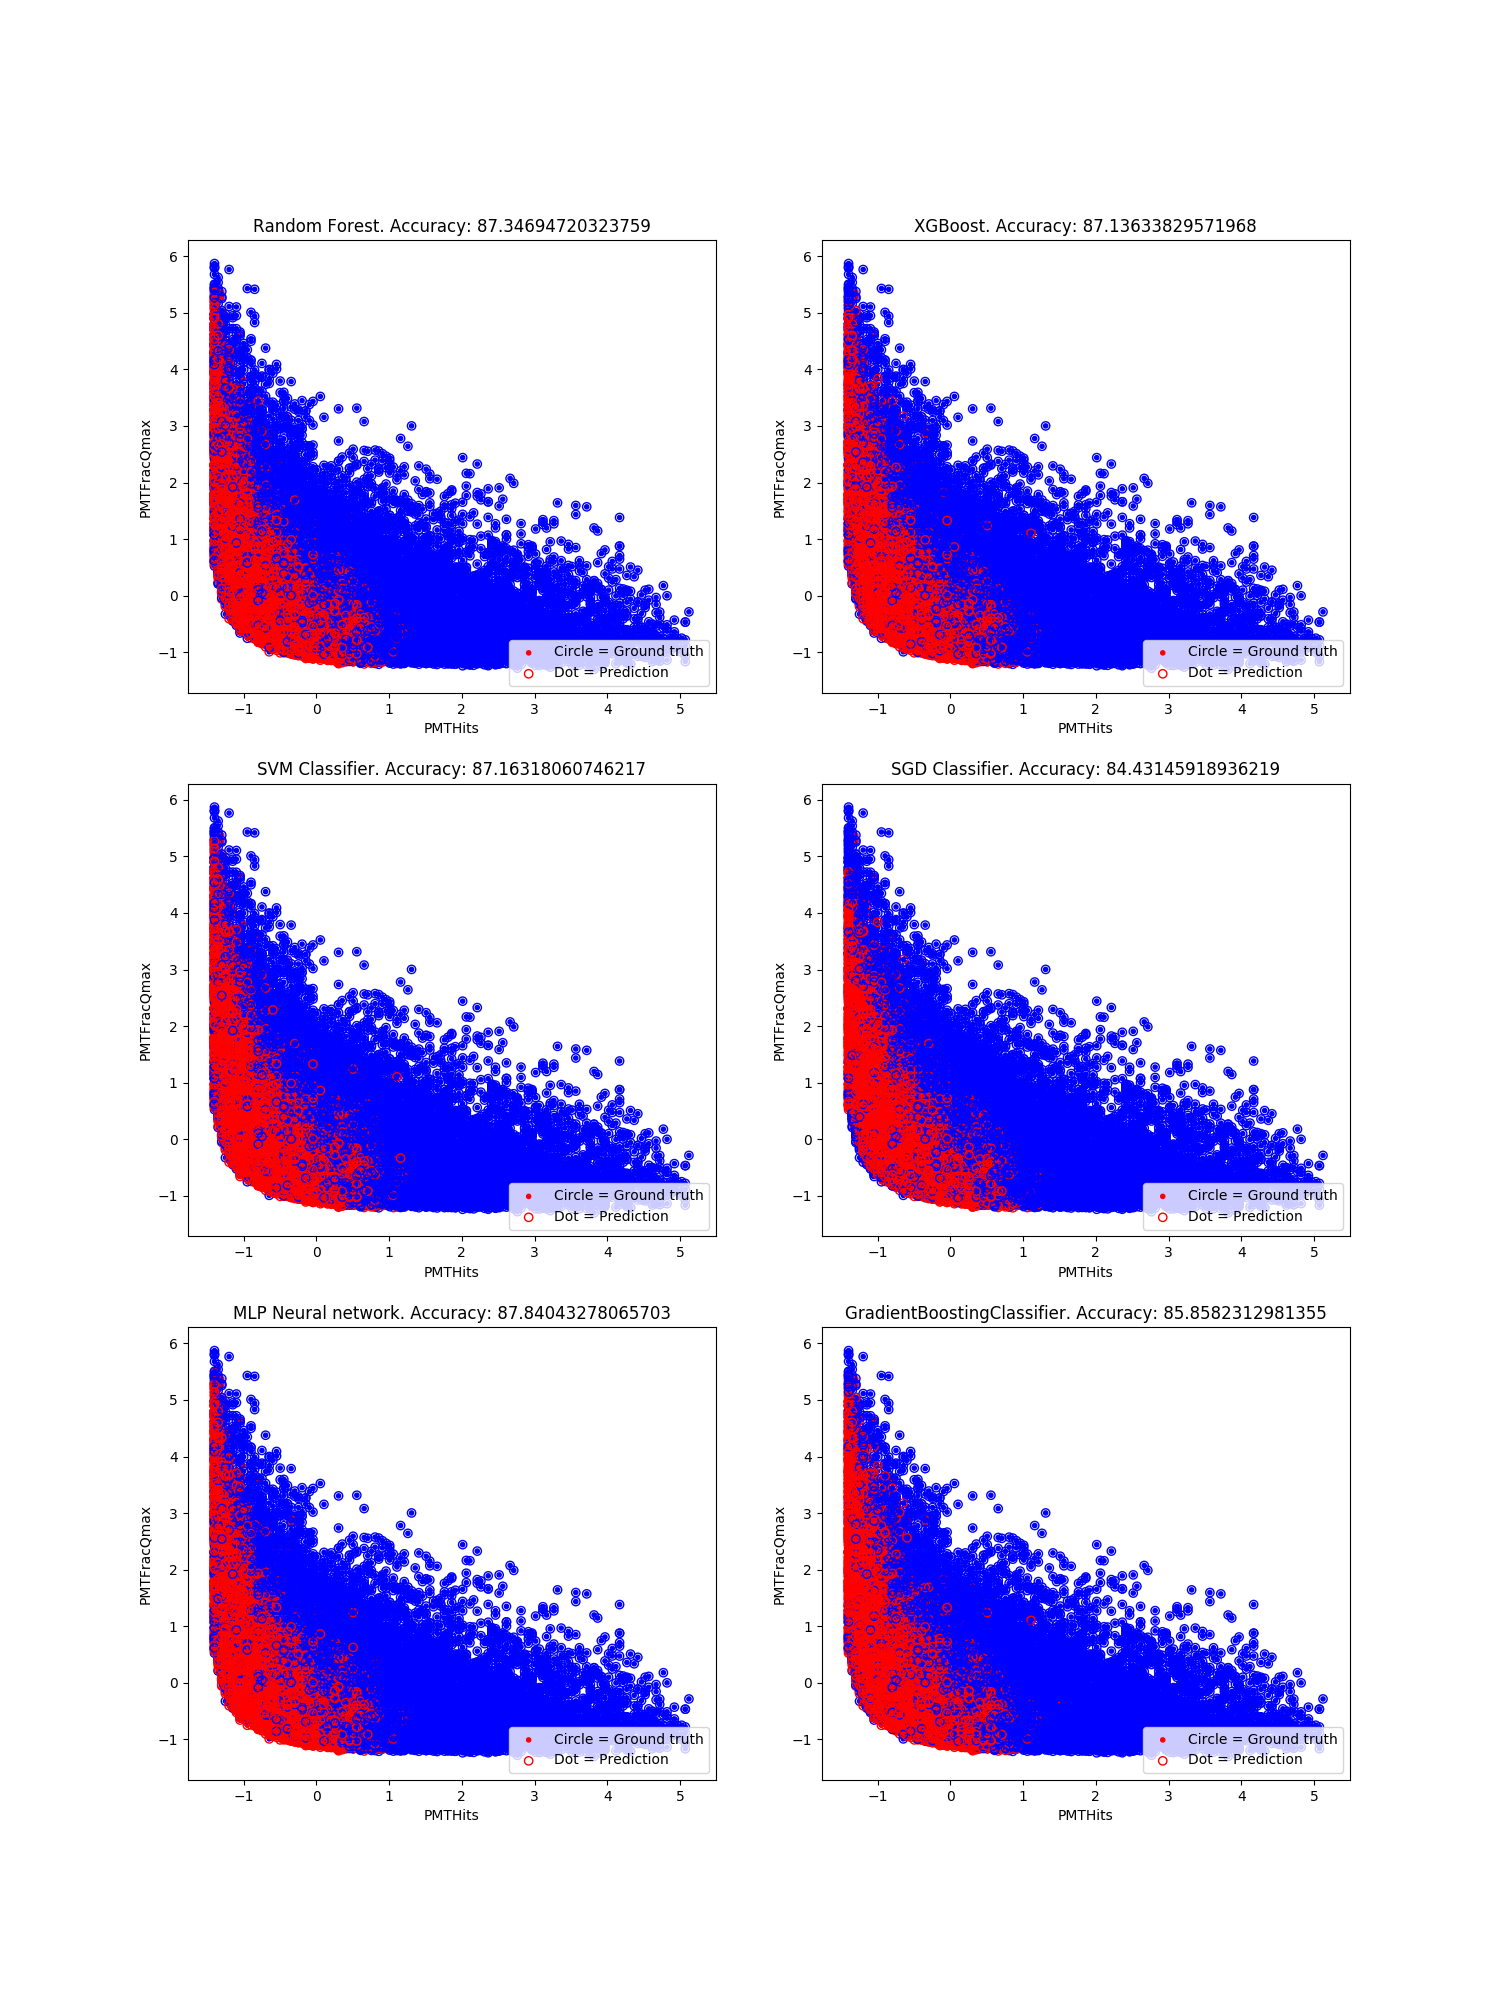 Random Forest. Accuracy: 87.34694720323759
6
5
4
3
2
1
0
−1
PMTFracQmax
Circle = Ground truth
Dot = Prediction
−1 0 1 2 3 4 5
PMTHits
XGBoost. Accuracy: 87.13633829571968
6
5
4
3
2
1
0
−1
PMTFracQmax
Circle = Ground truth
Dot = Prediction
−1 0 1 2 3 4 5
PMTHits
SVM Classifier. Accuracy: 87.16318060746217
6
5
4
3
2
1
0
−1
PMTFracQmax
Circle = Ground truth
Dot = Prediction
−1 0 1 2 3 4 5
PMTHits
SGD Classifier. Accuracy: 84.43145918936219
6
5
4
3
2
1
0
−1
PMTFracQmax
Circle = Ground truth
Dot = Prediction
−1 0 1 2 3 4 5
PMTHits
MLP Neural network. Accuracy: 87.84043278065703
6
5
4
3
2
1
0
−1
PMTFracQmax
Circle = Ground truth
Dot = Prediction
−1 0 1 2 3 4 5
PMTHits
GradientBoostingClassifier. Accuracy: 85.8582312981355
6
5
4
3
2
1
0
−1
PMTFracQmax
Circle = Ground truth
Dot = Prediction
−1 0 1 2 3 4 5
PMTHits